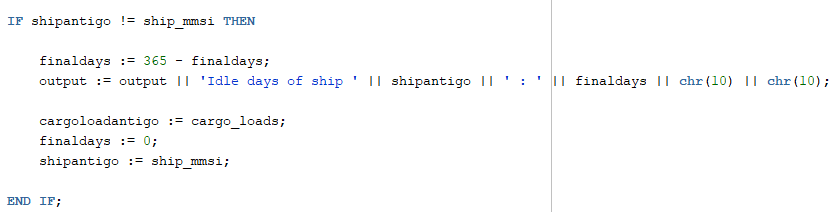 IF shipantigo != ship_mmsi THEN
finaldays := 365 - finaldays;
output := output || 'Idle days of ship ' || shipantigo || ' : ' || finaldays || chr(10) || chr(10);
cargoloadantigo := cargo_loads;
finaldays := 0;
shipantigo := ship_mmsi;
END IF;